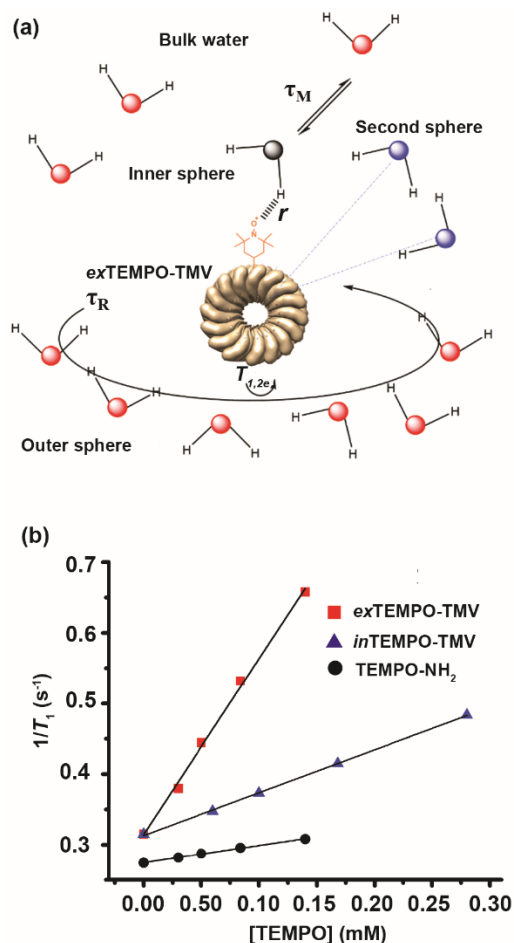 (a)
Bulk water
H
H
H
H
H
H
τM
Second sphere
Inner sphere
H
H
r
O•
N
H
H
H
H
exTEMPO-TMV
τR
H
H
H
H
T1,2e
H
H
H
H
H
H
H
H
Outer sphere
(b)
0.7
0.6
0.5
0.4
0.3
1/T1 (s-1)
exTEMPO-TMV
inTEMPO-TMV
TEMPO-NH2
0.00 0.50 0.10 0.15 0.20 0.25 0.30
[TEMPO] (mM)